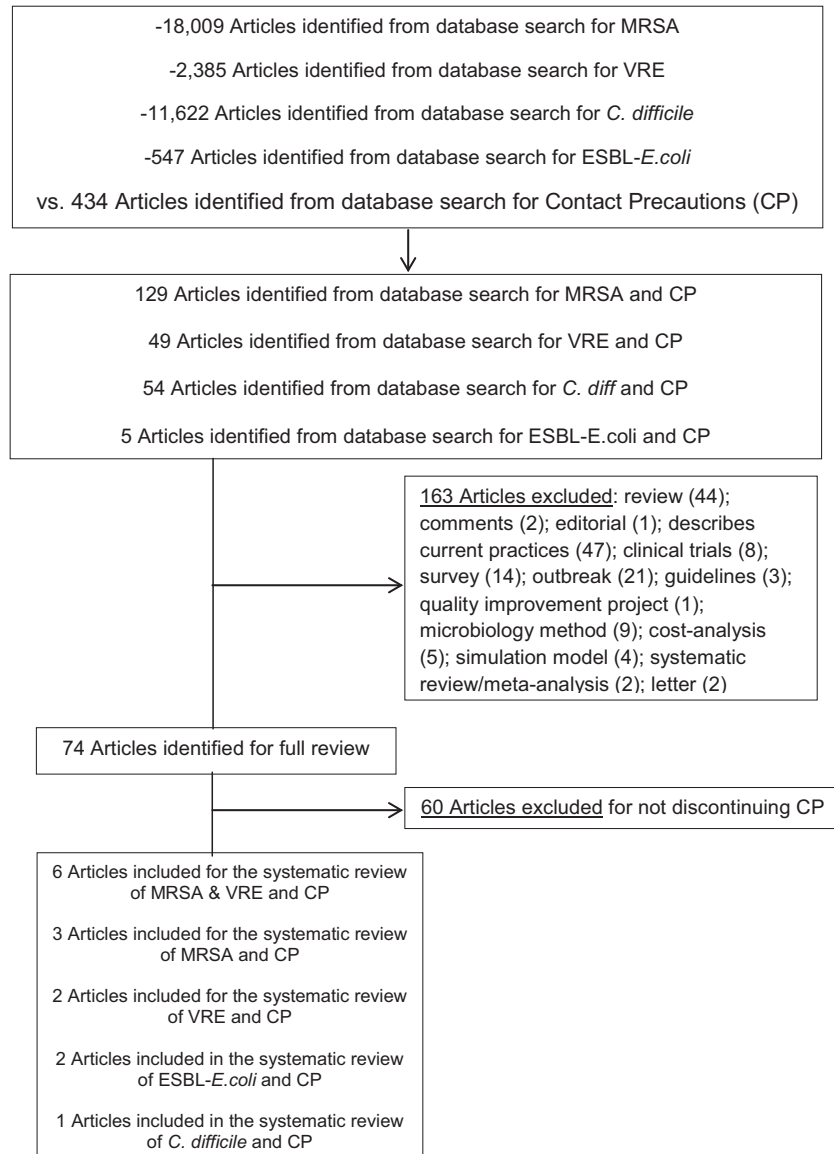 -18,009 Articles identified from database search for MRSA
-2,385 Articles identified from database search for VRE
-11,622 Articles identified from database search for C. difficile
-547 Articles identified from database search for ESBL-E.coli
vs. 434 Articles identified from database search for Contact Precautions (CP)
129 Articles identified from database search for MRSA and CP
49 Articles identified from database search for VRE and CP
54 Articles identified from database search for C. diff and CP
5 Articles identified from database search for ESBL-E.coli and CP
163 Articles excluded: review (44);
comments (2); editorial (1); describes
current practices (47); clinical trials (8);
survey (14); outbreak (21); guidelines (3);
quality improvement project (1);
microbiology method (9); cost-analysis
(5); simulation model (4); systematic
review/meta-analysis (2); letter (2)
74 Articles identified for full review
60 Articles excluded for not discontinuing CP
6 Articles included for the systematic review
of MRSA & VRE and CP
3 Articles included for the systematic review
of MRSA and CP
2 Articles included for the systematic review
of VRE and CP
2 Articles included in the systematic review
of ESBL-E.coli and CP
1 Articles included in the systematic review
of C. difficile and CP